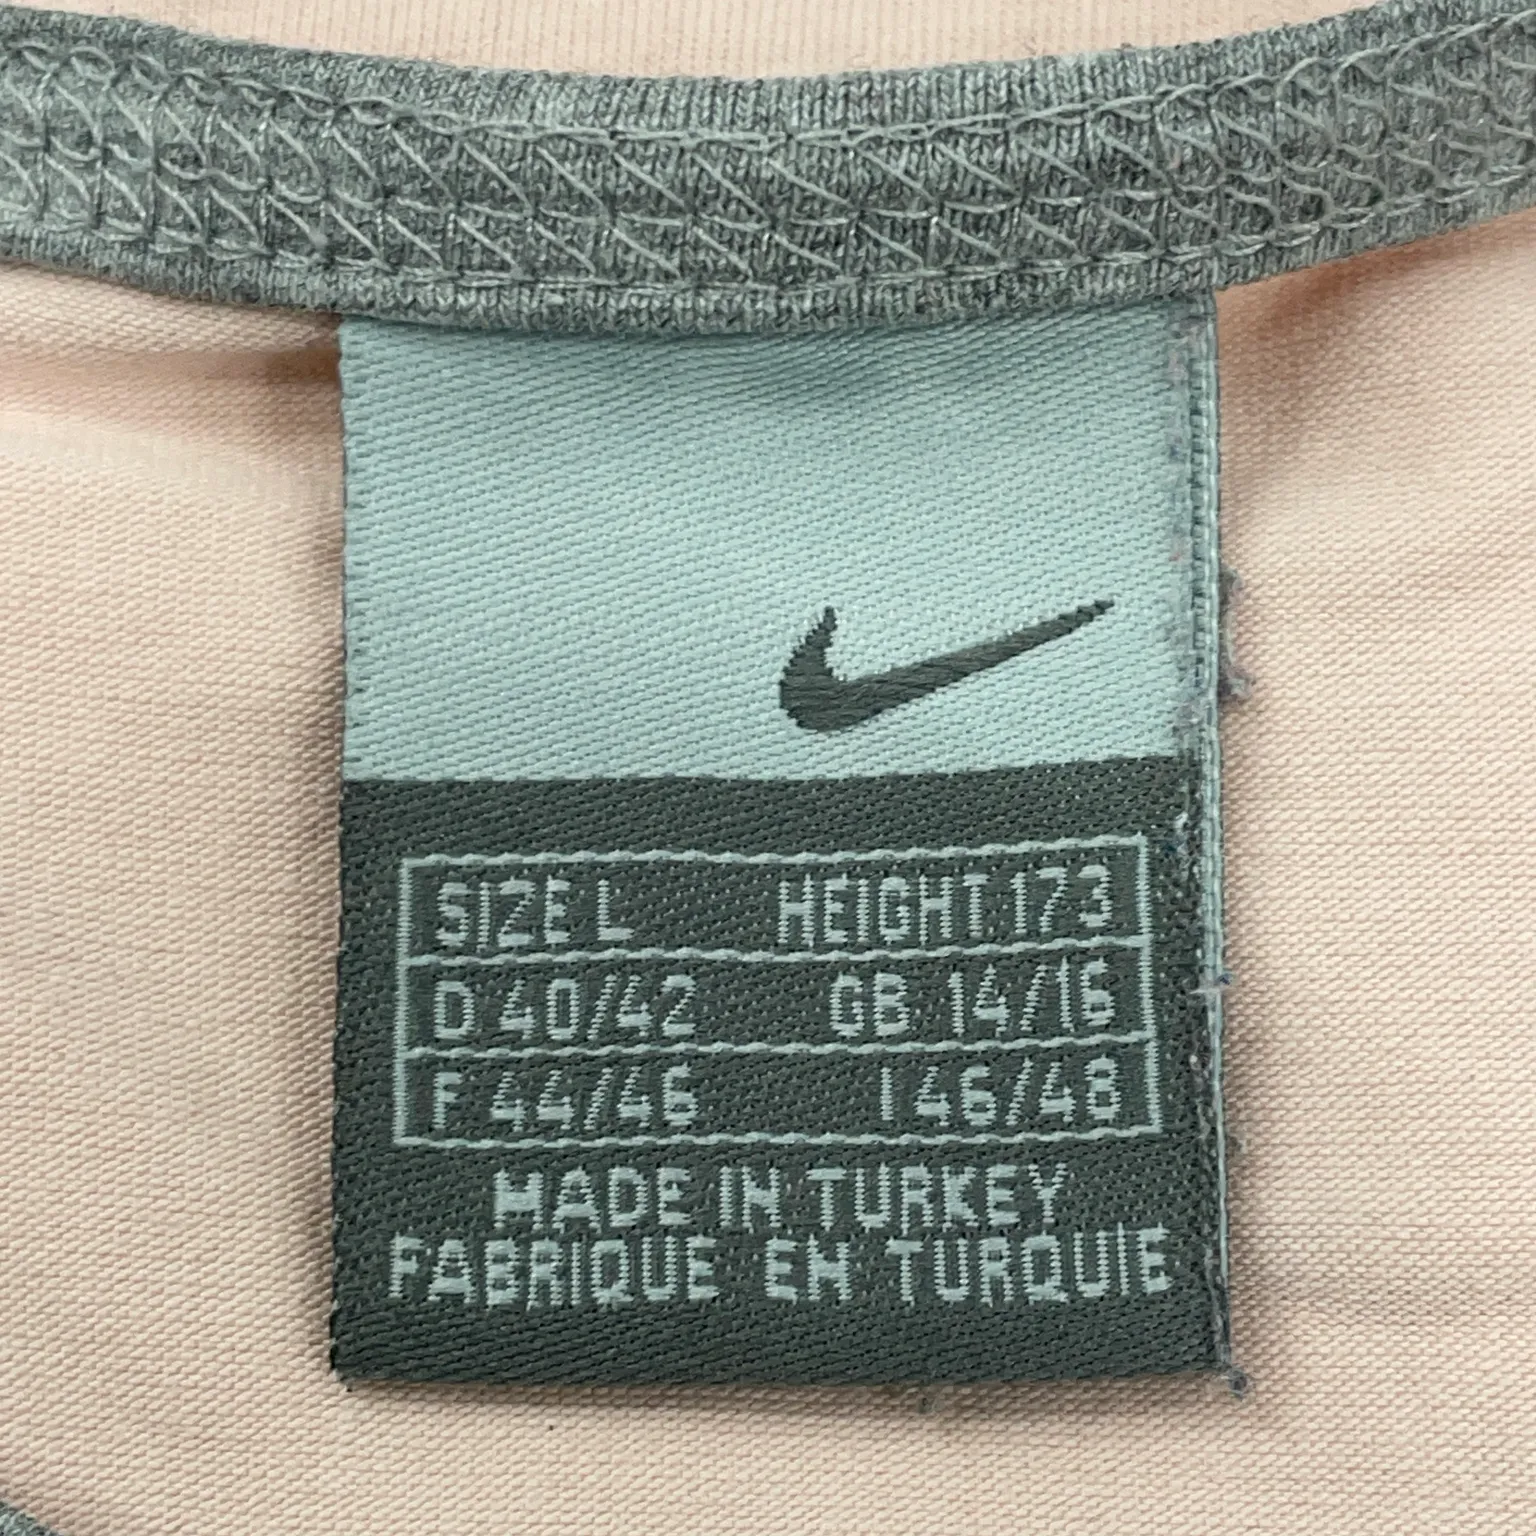 SIZE L HEIGHT 173
D 40/42 GB 14/16
F 44/46 I 46/48
MADE IN TURKEY
FABRIQUE EN TURQUIE